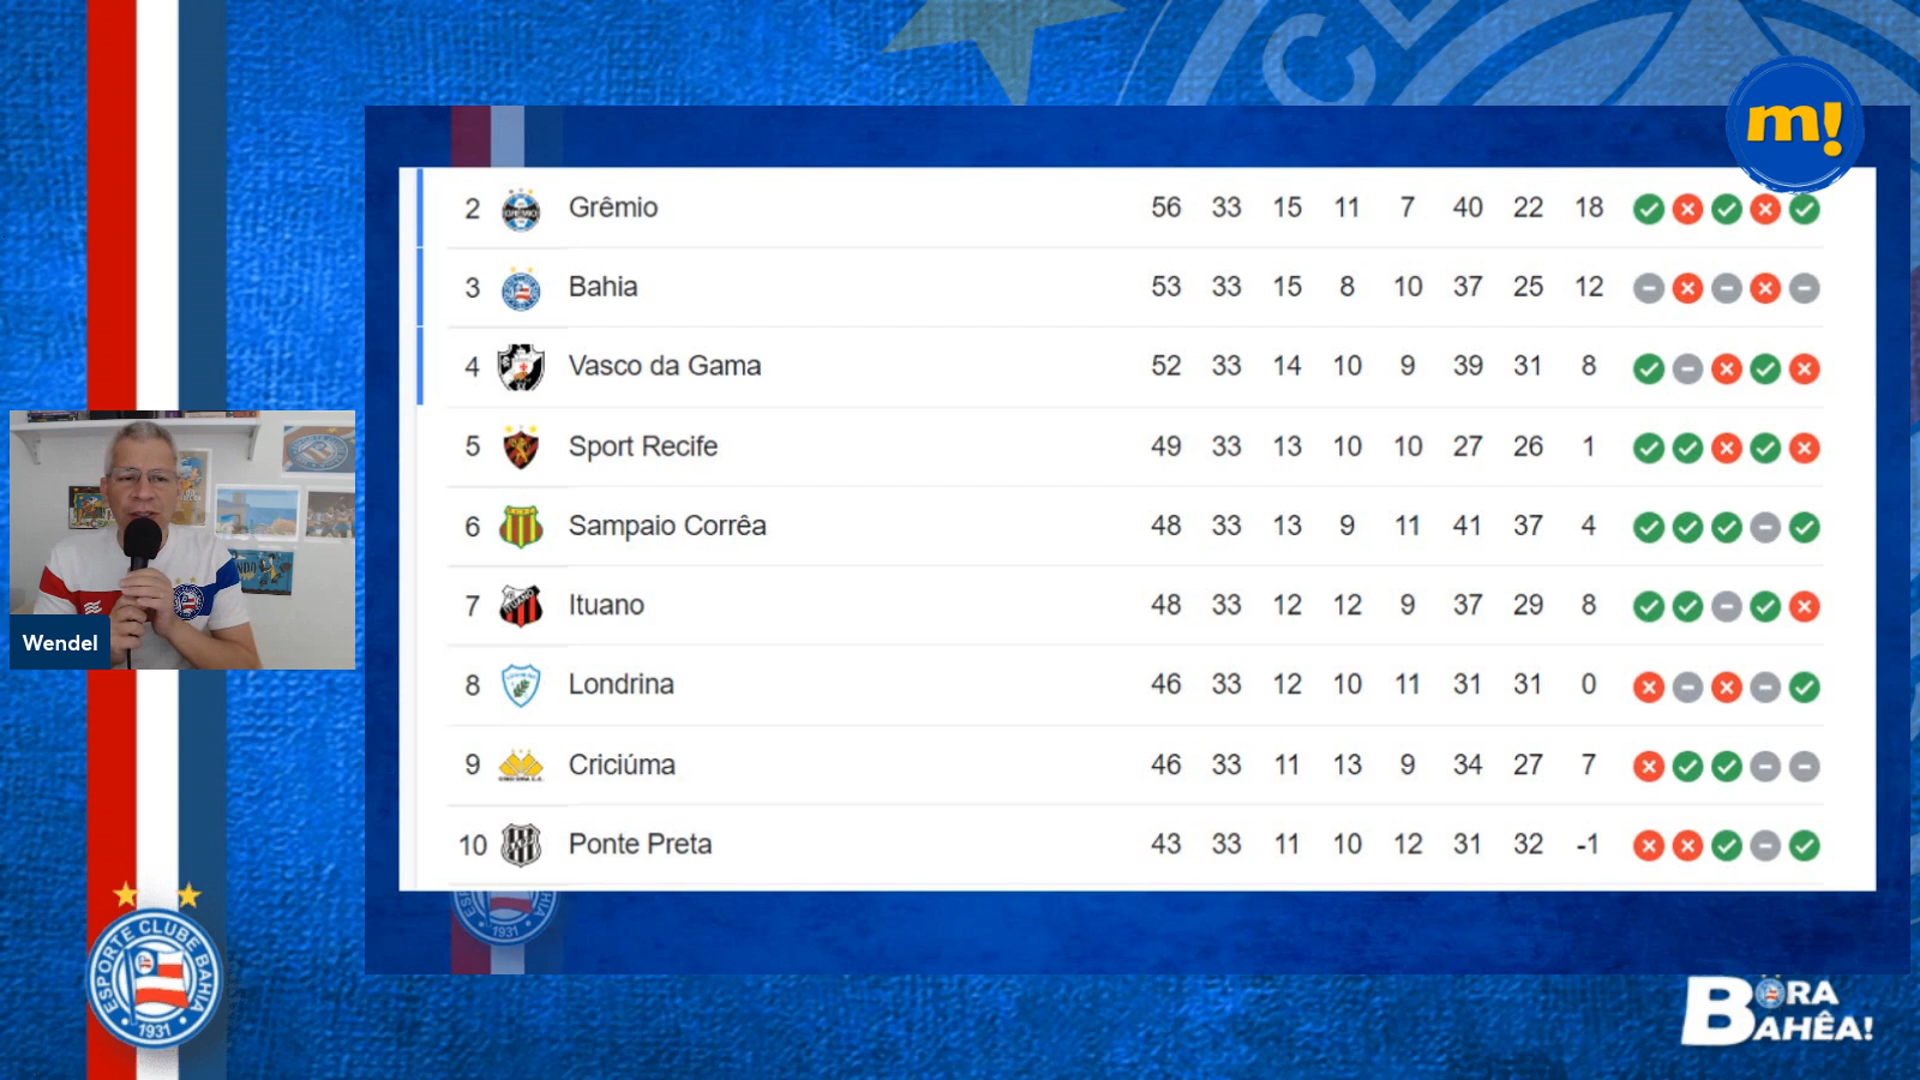 m!
2 Grêmio 56 33 15 11 7 40 22 18
3 Bahia 53 33 15 8 10 37 25 12
4 Vasco da Gama 52 33 14 10 9 39 31 8
5 Sport Recife 49 33 13 10 10 27 26 1
6 Sampaio Corrêa 48 33 13 9 11 41 37 4
7 Ituano 48 33 12 12 9 37 29 8
8 Londrina 46 33 12 10 11 31 31 0
9 Criciúma 46 33 11 13 9 34 27 7
10 Ponte Preta 43 33 11 10 12 31 32 -1
Wendel
ESPORTE CLUBE BAHIA
1931
1931
BORA
BAHÊA!